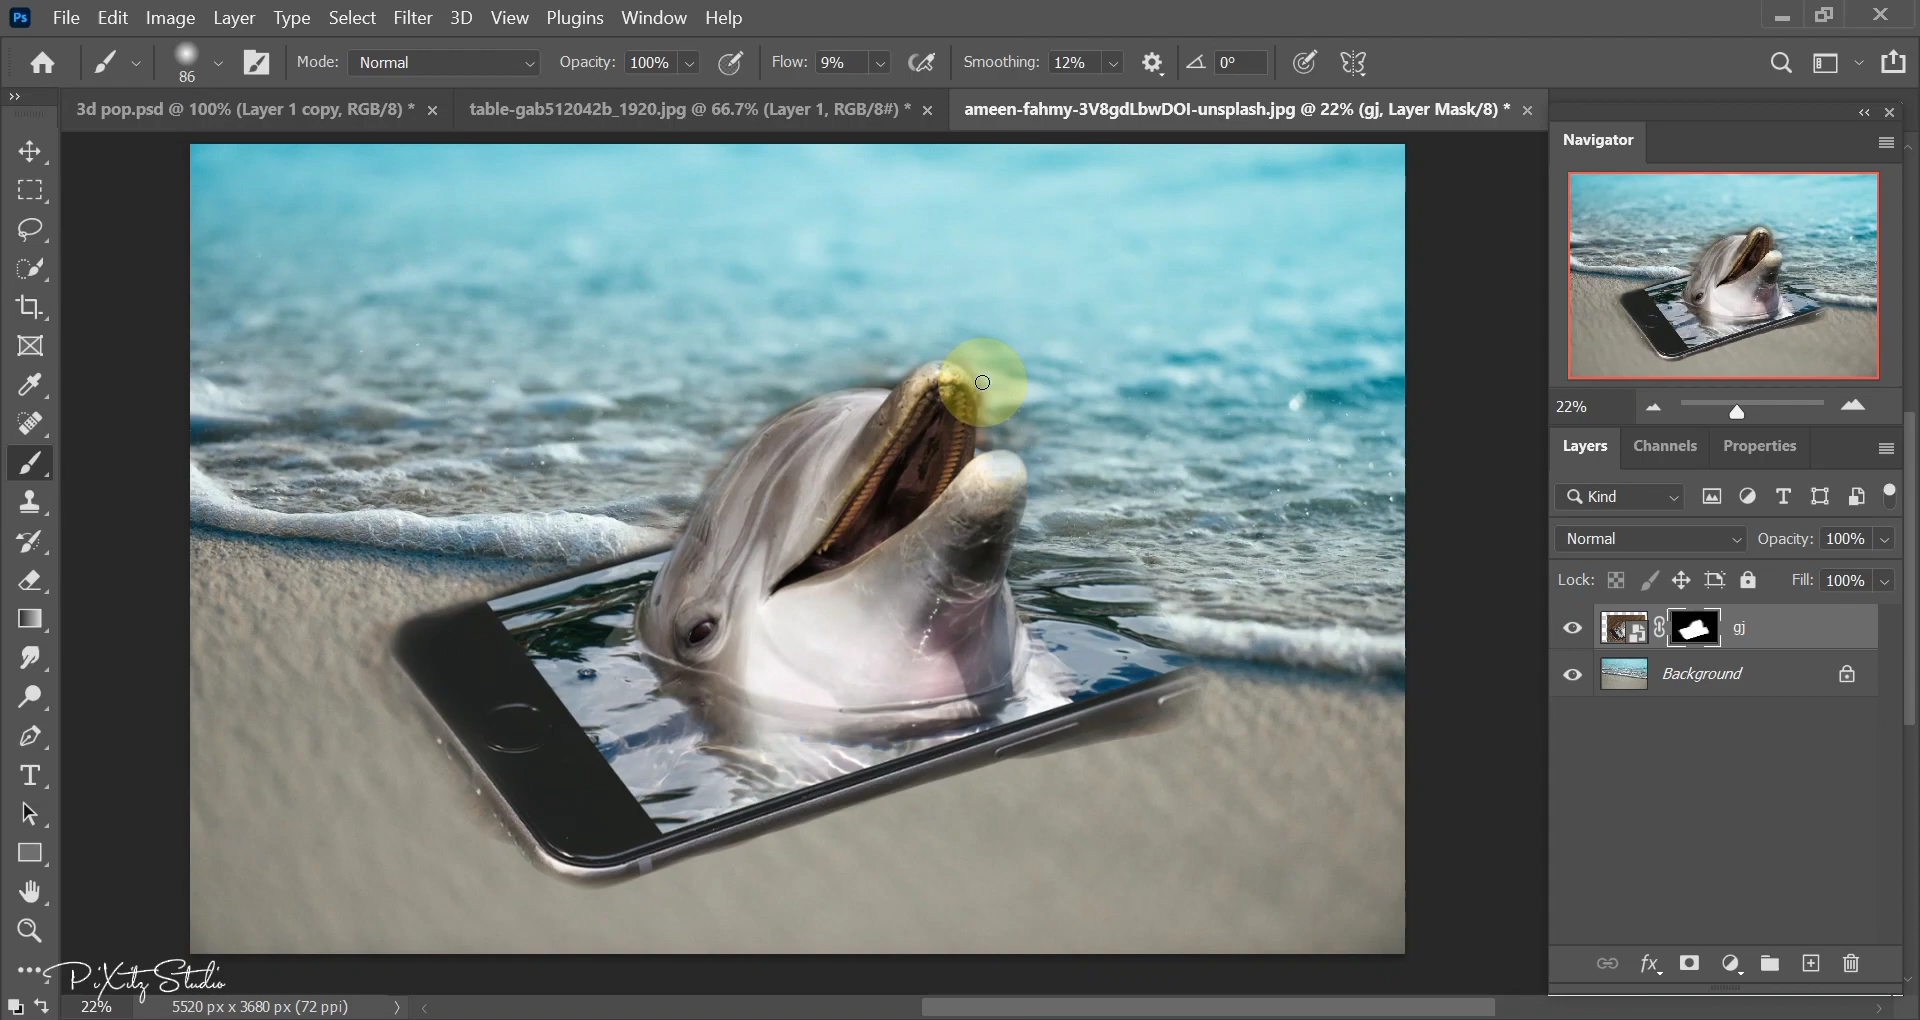 Ps File Edit Image Layer Type Select Filter 3D View Plugins Window Help
86 Mode: Normal Opacity: 100% Flow: 9% Smoothing: 12% 0°
3d pop.psd @ 100% (Layer 1 copy, RGB/8) * table-gab512042b_1920.jpg @ 66.7% (Layer 1, RGB/8#) * ameen-fahmy-3V8gdLbwDOI-unsplash.jpg @ 22% (gj, Layer Mask/8) *
Navigator
22%
Layers Channels Properties
Kind
Normal Opacity: 100%
Lock: Fill: 100%
gj
Background
fx
PiXitz Studio
22% 5520 px x 3680 px (72 ppi)